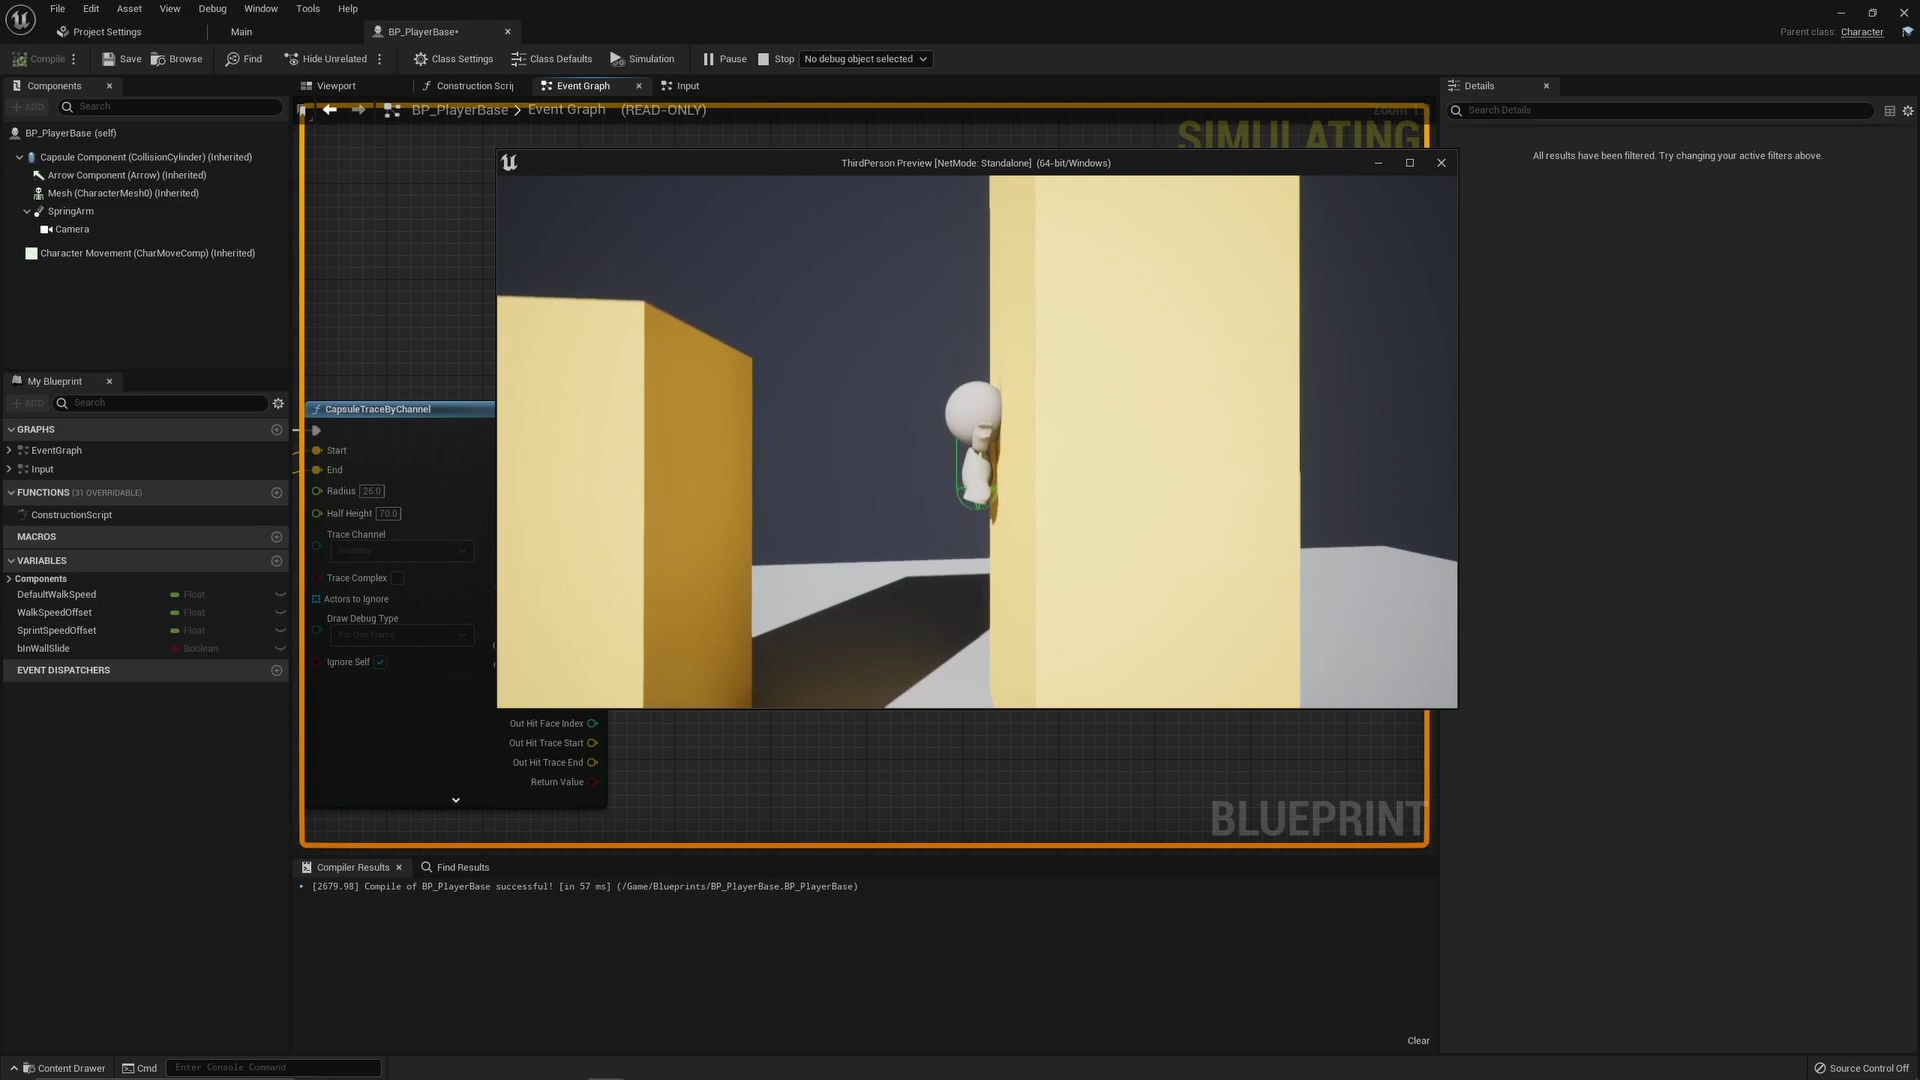 File Edit Asset View Debug Window Tools Help
Project Settings Main BP_PlayerBase* Parent class: Character
Compile Save Browse Find Hide Unrelated Class Settings Class Defaults Simulation Pause Stop No debug object selected
Components
ADD Search
BP_PlayerBase (self)
Capsule Component (CollisionCylinder) (Inherited)
Arrow Component (Arrow) (Inherited)
Mesh (CharacterMesh0) (Inherited)
SpringArm
Camera
Character Movement (CharMoveComp) (Inherited)
My Blueprint
ADD Search
GRAPHS
EventGraph
Input
FUNCTIONS (31 OVERRIDABLE)
ConstructionScript
MACROS
VARIABLES
Components
DefaultWalkSpeed Float
WalkSpeedOffset Float
SprintSpeedOffset Float
bInWallSlide Boolean
EVENT DISPATCHERS
Viewport Construction Scrip Event Graph Input
BP_PlayerBase > Event Graph (READ-ONLY)
SIMULATING
ThirdPerson Preview [NetMode: Standalone] (64-bit/Windows)
CapsuleTraceByChannel
Start
End
Radius 26.0
Half Height 70.0
Trace Channel
Visibility
Trace Complex
Actors to Ignore
Draw Debug Type
For One Frame
Ignore Self
Out Hit Face Index
Out Hit Trace Start
Out Hit Trace End
Return Value
BLUEPRINT
Compiler Results Find Results
[2679.98] Compile of BP_PlayerBase successful! [in 57 ms] (/Game/Blueprints/BP_PlayerBase.BP_PlayerBase)
Clear
Details
Search Details
All results have been filtered. Try changing your active filters above.
Content Drawer Cmd Enter Console Command Source Control Off